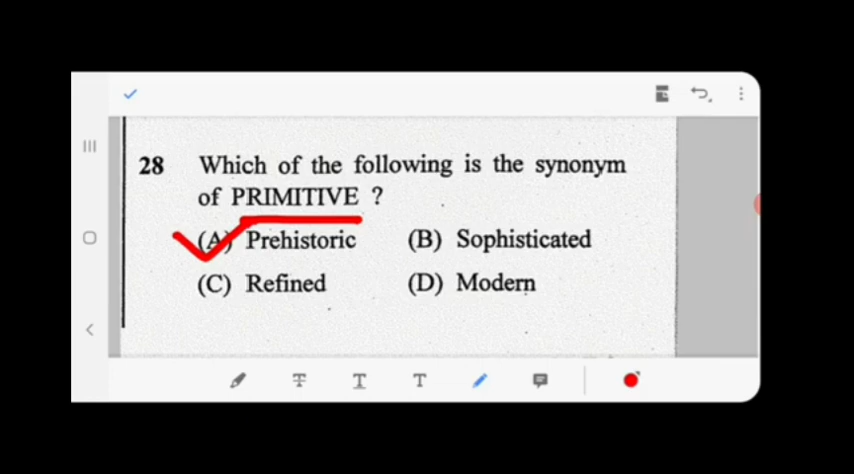 28 Which of the following is the synonym
of PRIMITIVE ?
(A) Prehistoric (B) Sophisticated
(C) Refined (D) Modern
T T T